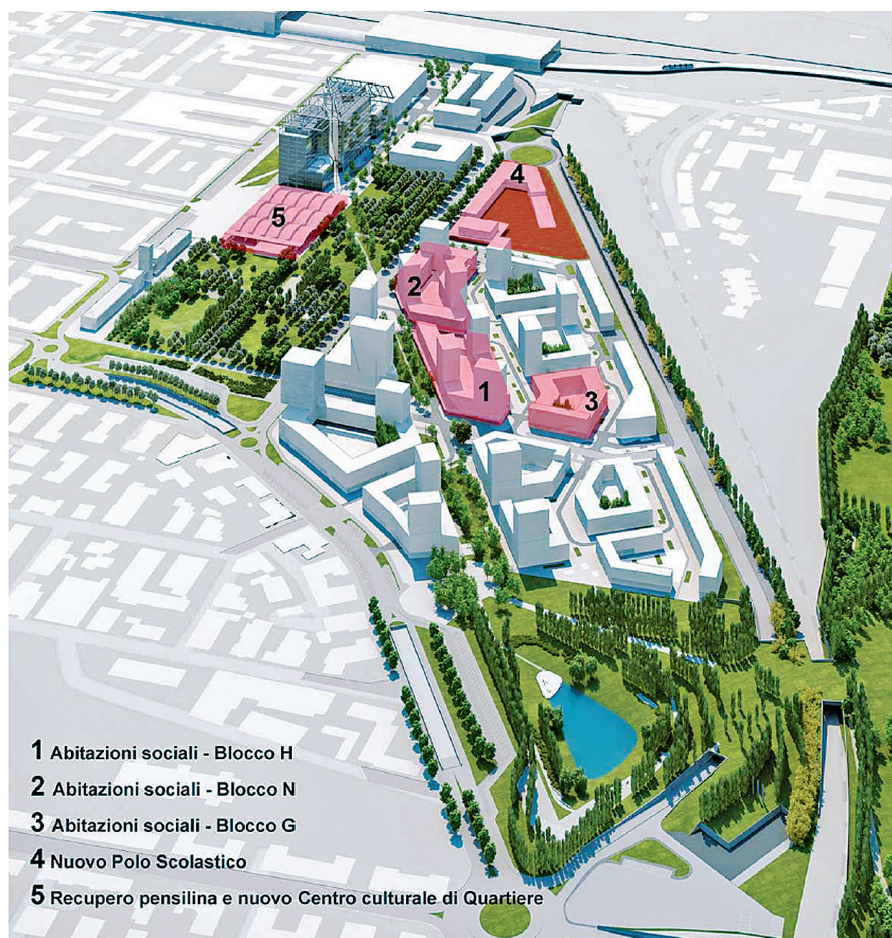 4
5
2
1
3
1 Abitazioni sociali - Blocco H
2 Abitazioni sociali - Blocco N
3 Abitazioni sociali - Blocco G
4 Nuovo Polo Scolastico
5 Recupero pensilina e nuovo Centro culturale di Quartiere